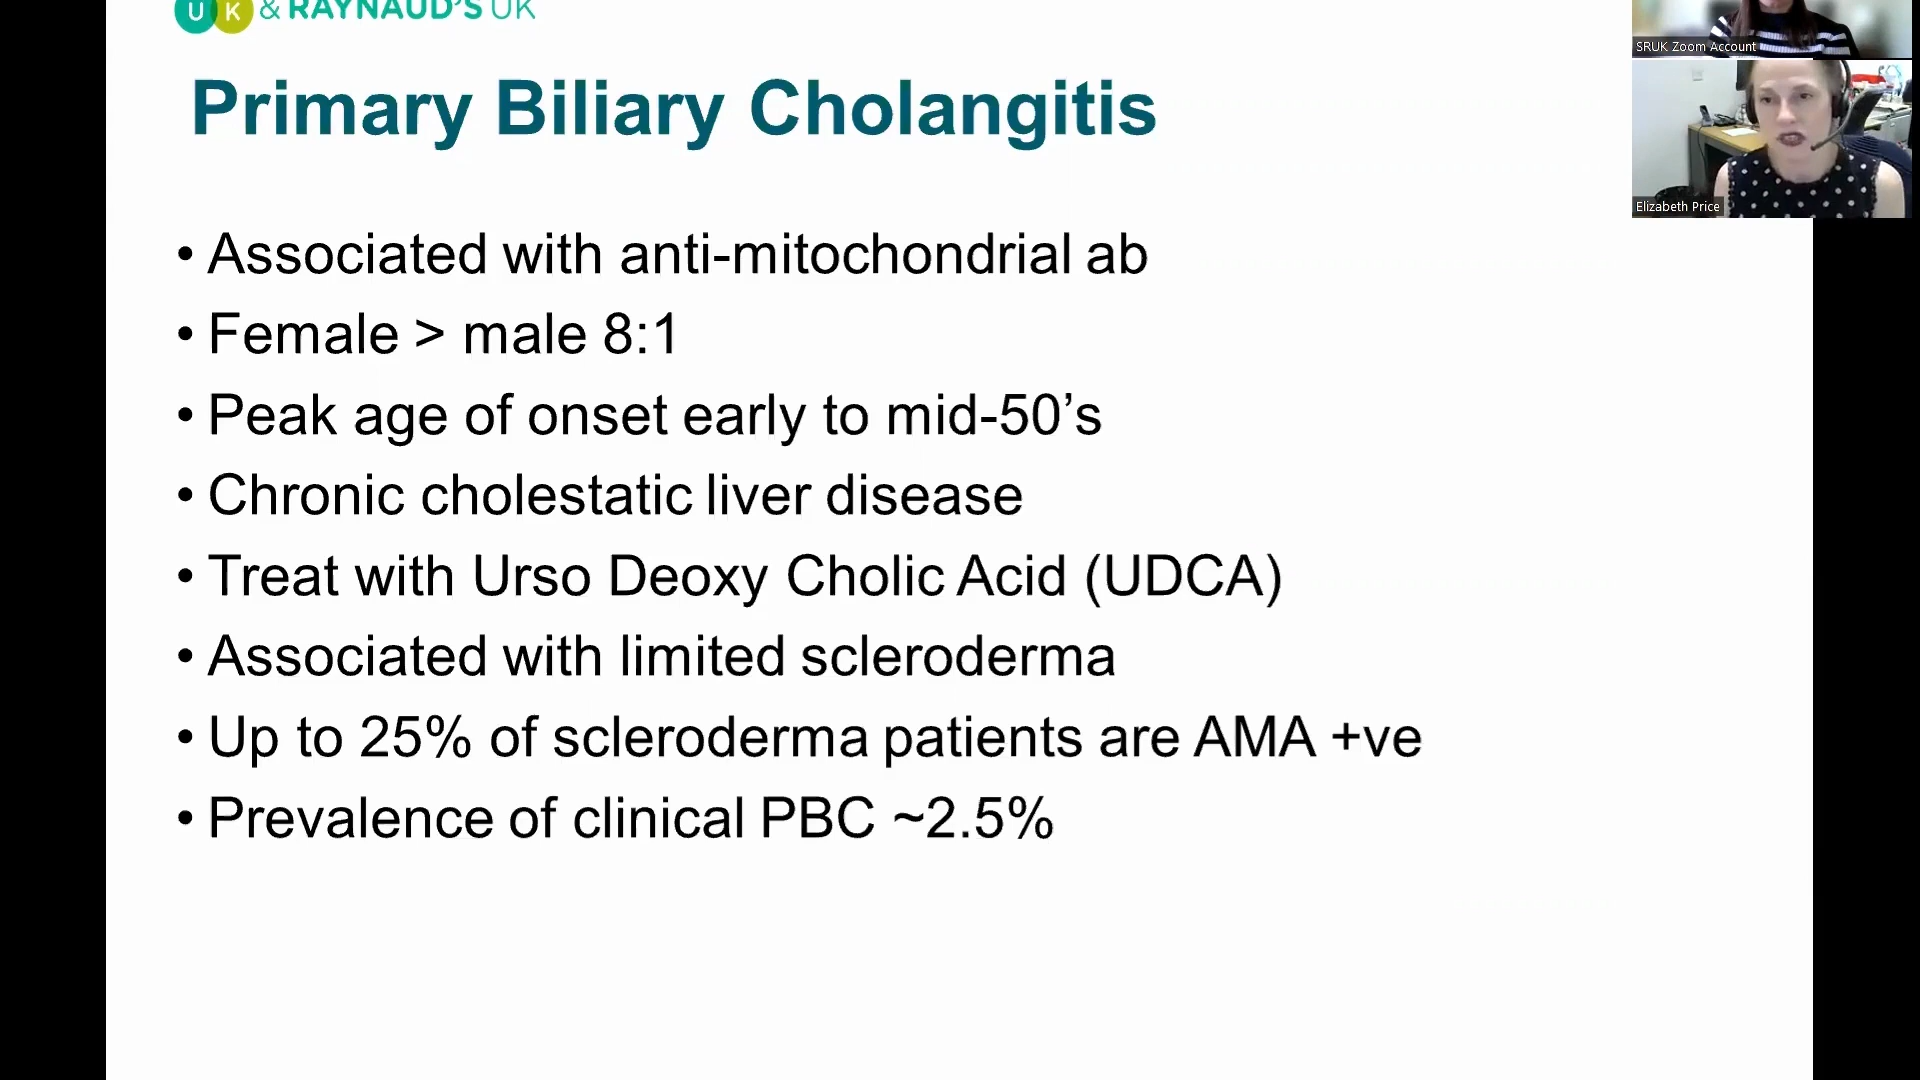 UK & RAYNAUD'S UK
SRUK Zoom Account
Elizabeth Price
Primary Biliary Cholangitis
• Associated with anti-mitochondrial ab
• Female > male 8:1
• Peak age of onset early to mid-50’s
• Chronic cholestatic liver disease
• Treat with Urso Deoxy Cholic Acid (UDCA)
• Associated with limited scleroderma
• Up to 25% of scleroderma patients are AMA +ve
• Prevalence of clinical PBC ~2.5%